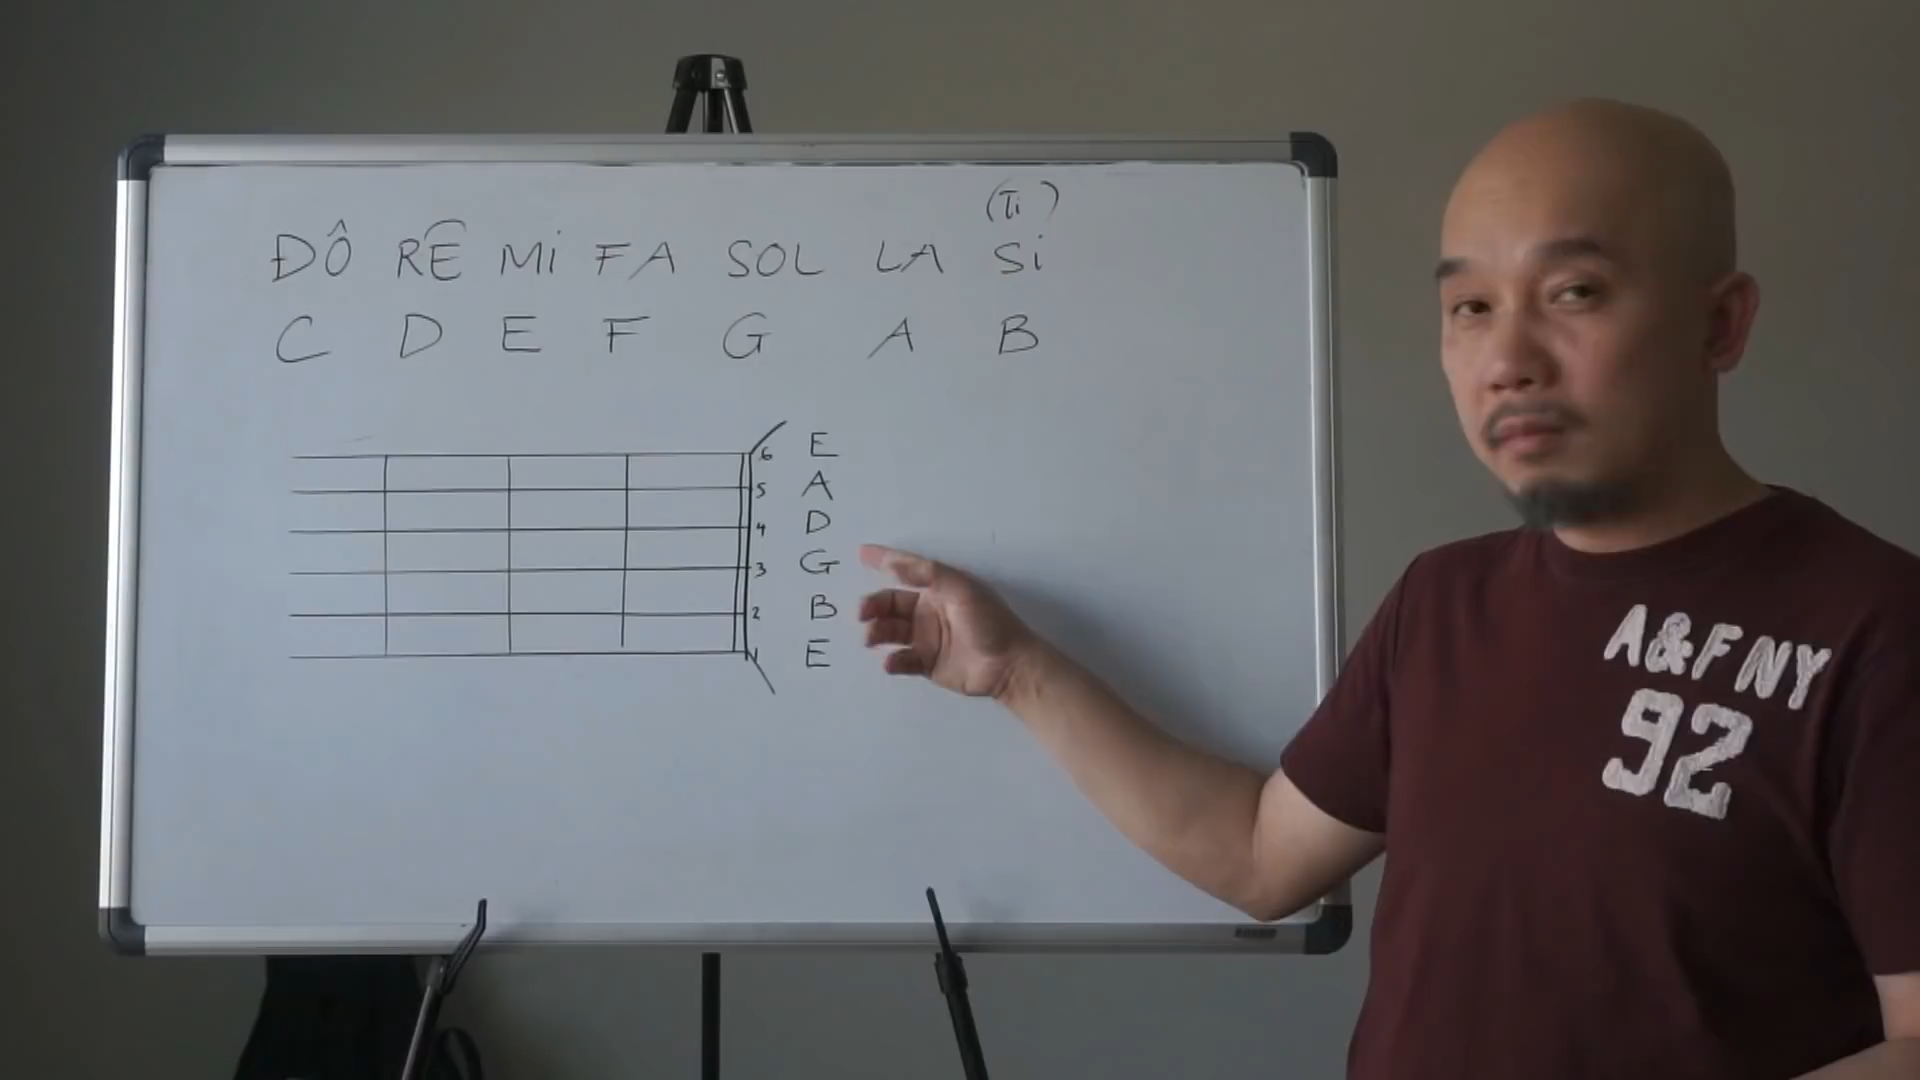 (Ti)
ĐÔ RÊ Mi FA SOL LA Si
C D E F G A B
6 E
5 A
4 D
3 G
2 B
1 E
A&F NY
92